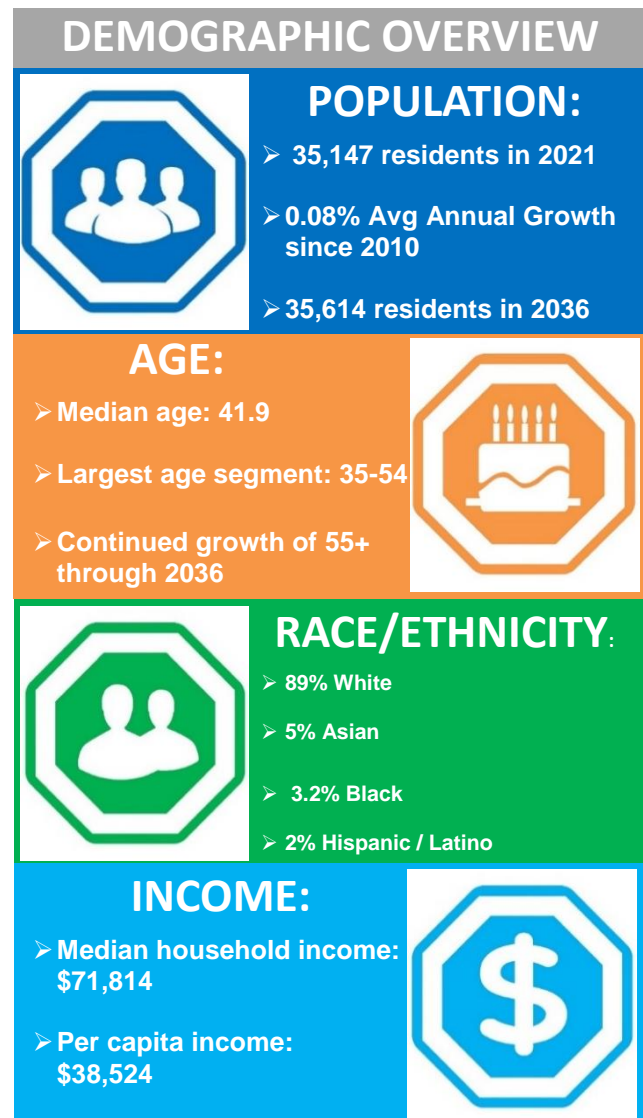 DEMOGRAPHIC OVERVIEW
POPULATION:
➢ 35,147 residents in 2021
➢ 0.08% Avg Annual Growth
since 2010
➢ 35,614 residents in 2036
AGE:
➢ Median age: 41.9
➢ Largest age segment: 35-54
➢ Continued growth of 55+
through 2036
RACE/ETHNICITY:
➢ 89% White
➢ 5% Asian
➢ 3.2% Black
➢ 2% Hispanic / Latino
INCOME:
➢ Median household income:
$71,814
➢ Per capita income:
$38,524
$